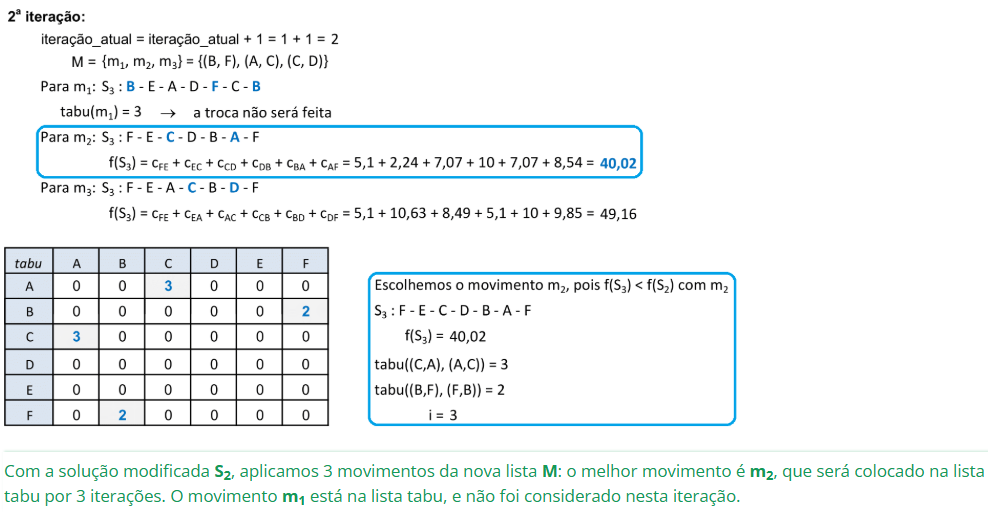 2ª iteração:
iteração_atual = iteração_atual + 1 = 1 + 1 = 2
M = {m₁, m₂, m₃} = {(B, F), (A, C), (C, D)}
Para m₁: S₃ : B - E - A - D - F - C - B
tabu(m₁) = 3 → a troca não será feita
Para m₂: S₃ : F - E - C - D - B - A - F
f(S₃) = c_FE + c_EC + c_CD + c_DB + c_BA + c_AF = 5,1 + 2,24 + 7,07 + 10 + 7,07 + 8,54 = 40,02
Para m₃: S₃ : F - E - A - C - B - D - F
f(S₃) = c_FE + c_EA + c_AC + c_CB + c_BD + c_DF = 5,1 + 10,63 + 8,49 + 5,1 + 10 + 9,85 = 49,16
tabu A B C D E F
A 0 0 3 0 0 0
B 0 0 0 0 0 2
C 3 0 0 0 0 0
D 0 0 0 0 0 0
E 0 0 0 0 0 0
F 0 2 0 0 0 0
Escolhemos o movimento m₂, pois f(S₃) < f(S₂) com m₂
S₃ : F - E - C - D - B - A - F
f(S₃) = 40,02
tabu((C,A), (A,C)) = 3
tabu((B,F), (F,B)) = 2
i = 3
Com a solução modificada S₂, aplicamos 3 movimentos da nova lista M: o melhor movimento é m₂, que será colocado na lista
tabu por 3 iterações. O movimento m₁ está na lista tabu, e não foi considerado nesta iteração.